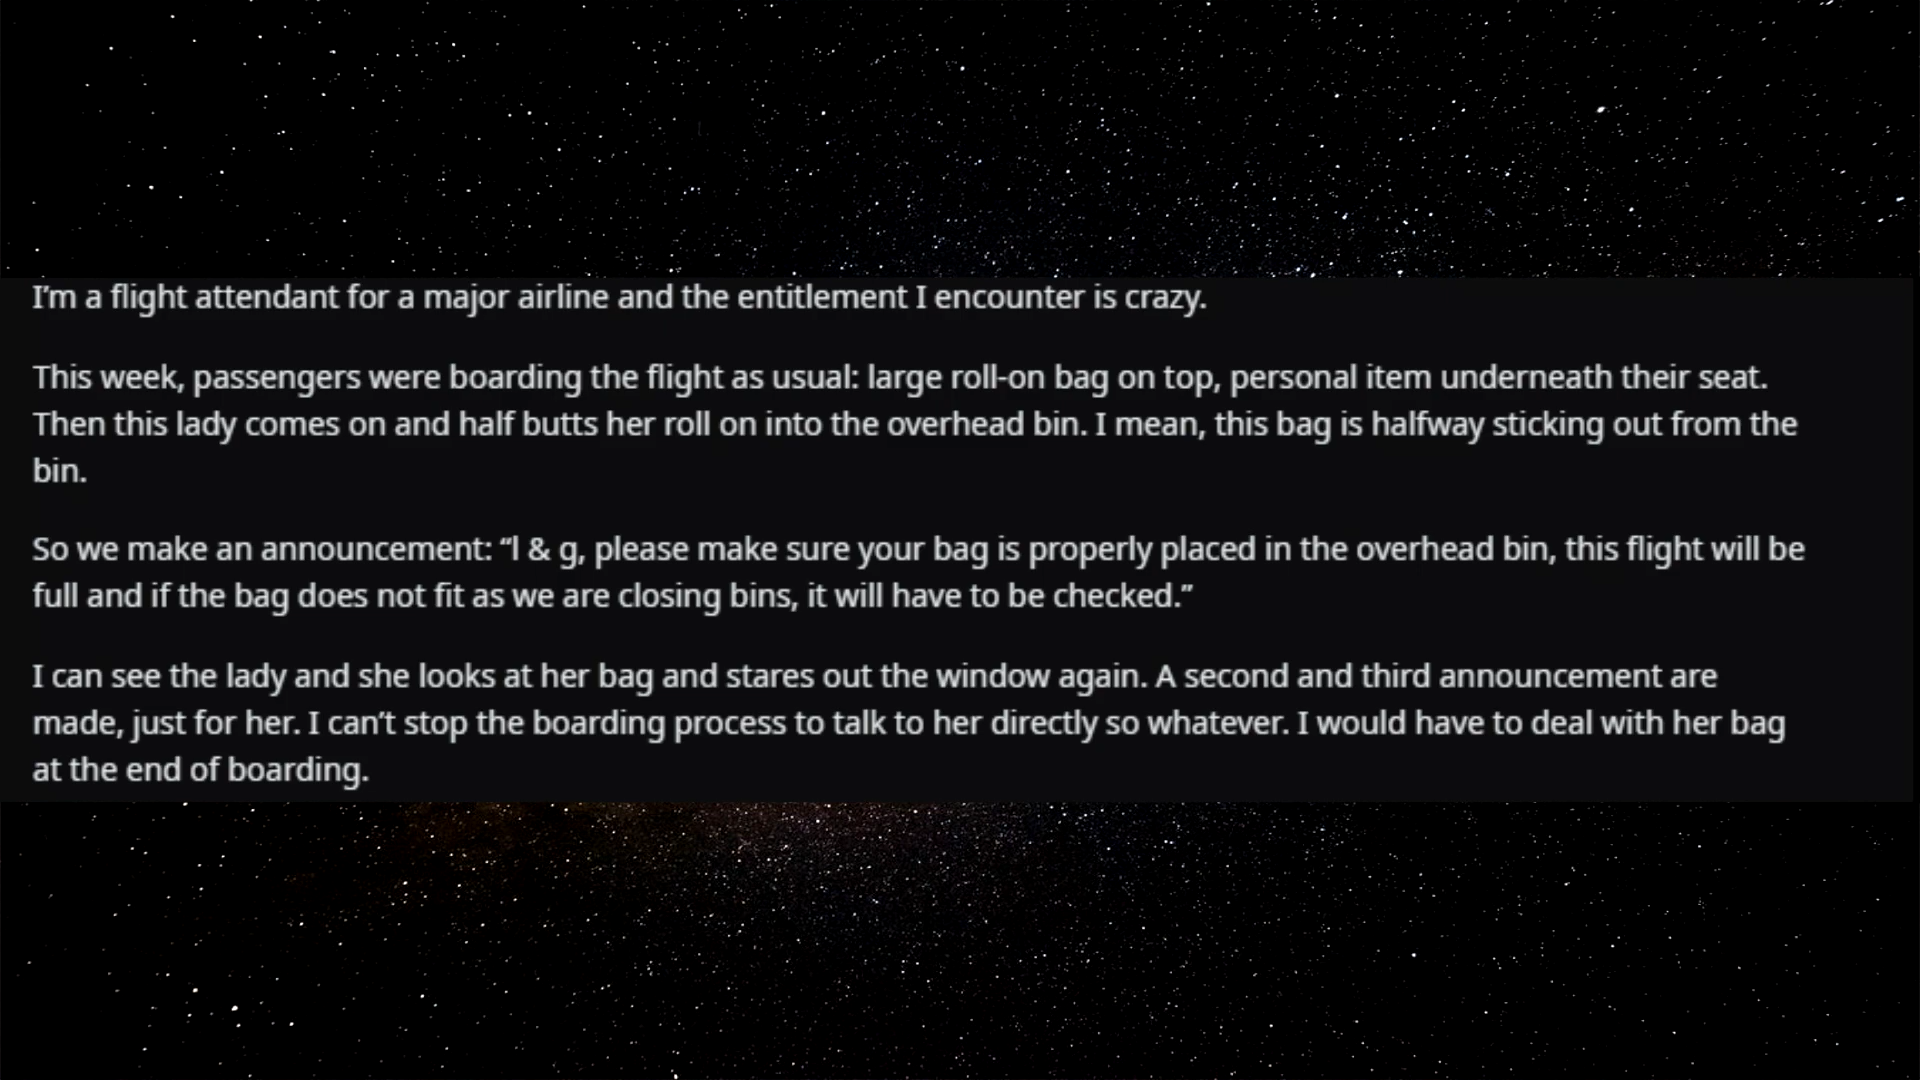 I’m a flight attendant for a major airline and the entitlement I encounter is crazy.
This week, passengers were boarding the flight as usual: large roll-on bag on top, personal item underneath their seat.
Then this lady comes on and half butts her roll on into the overhead bin. I mean, this bag is halfway sticking out from the
bin.
So we make an announcement: “l & g, please make sure your bag is properly placed in the overhead bin, this flight will be
full and if the bag does not fit as we are closing bins, it will have to be checked.”
I can see the lady and she looks at her bag and stares out the window again. A second and third announcement are
made, just for her. I can’t stop the boarding process to talk to her directly so whatever. I would have to deal with her bag
at the end of boarding.